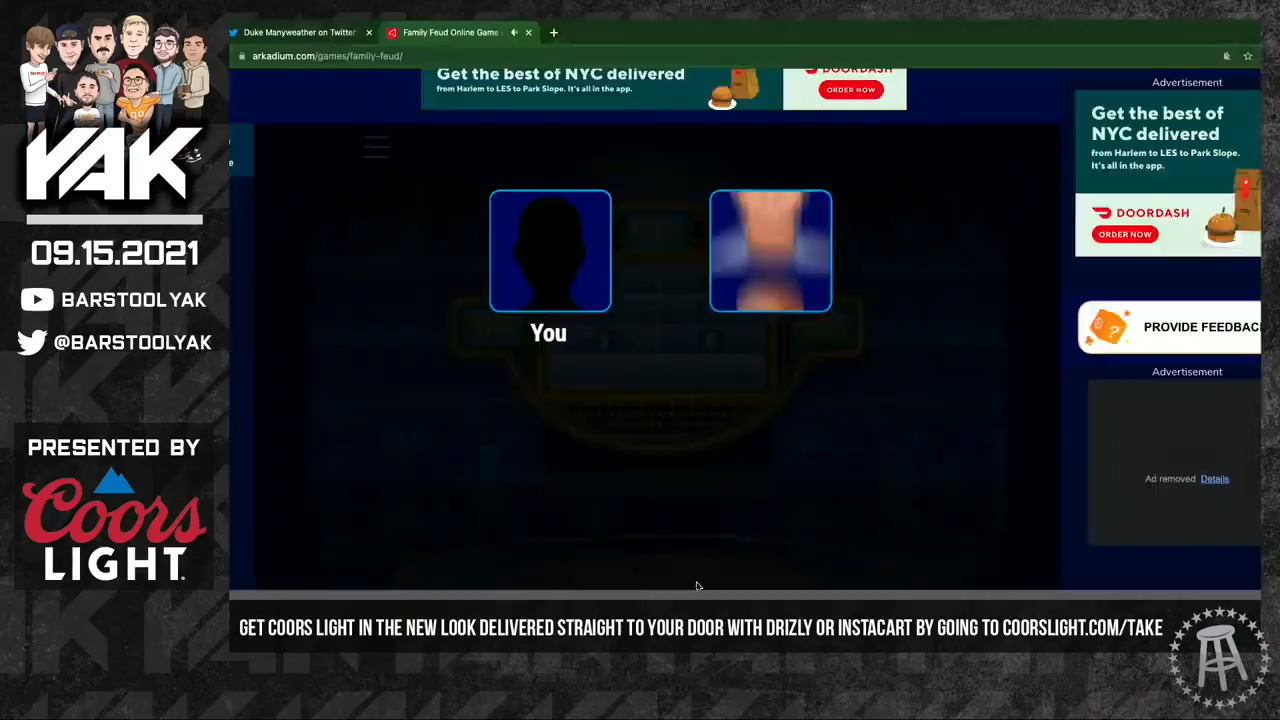 YAK
09.15.2021
BARSTOOLYAK
@BARSTOOLYAK
PRESENTED BY
Coors
LIGHT
Duke Manyweather on Twitter
Family Feud Online Game
arkadium.com/games/family-feud/
Get the best of NYC delivered
from Harlem to LES to Park Slope. It's all in the app.
DOORDASH
ORDER NOW
You
Advertisement
Get the best of
NYC delivered
from Harlem to LES to Park Slope.
It's all in the app.
DOORDASH
ORDER NOW
PROVIDE FEEDBAC
Advertisement
Ad removed Details
GET COORS LIGHT IN THE NEW LOOK DELIVERED STRAIGHT TO YOUR DOOR WITH DRIZLY OR INSTACART BY GOING TO COORSLIGHT.COM/TAKE